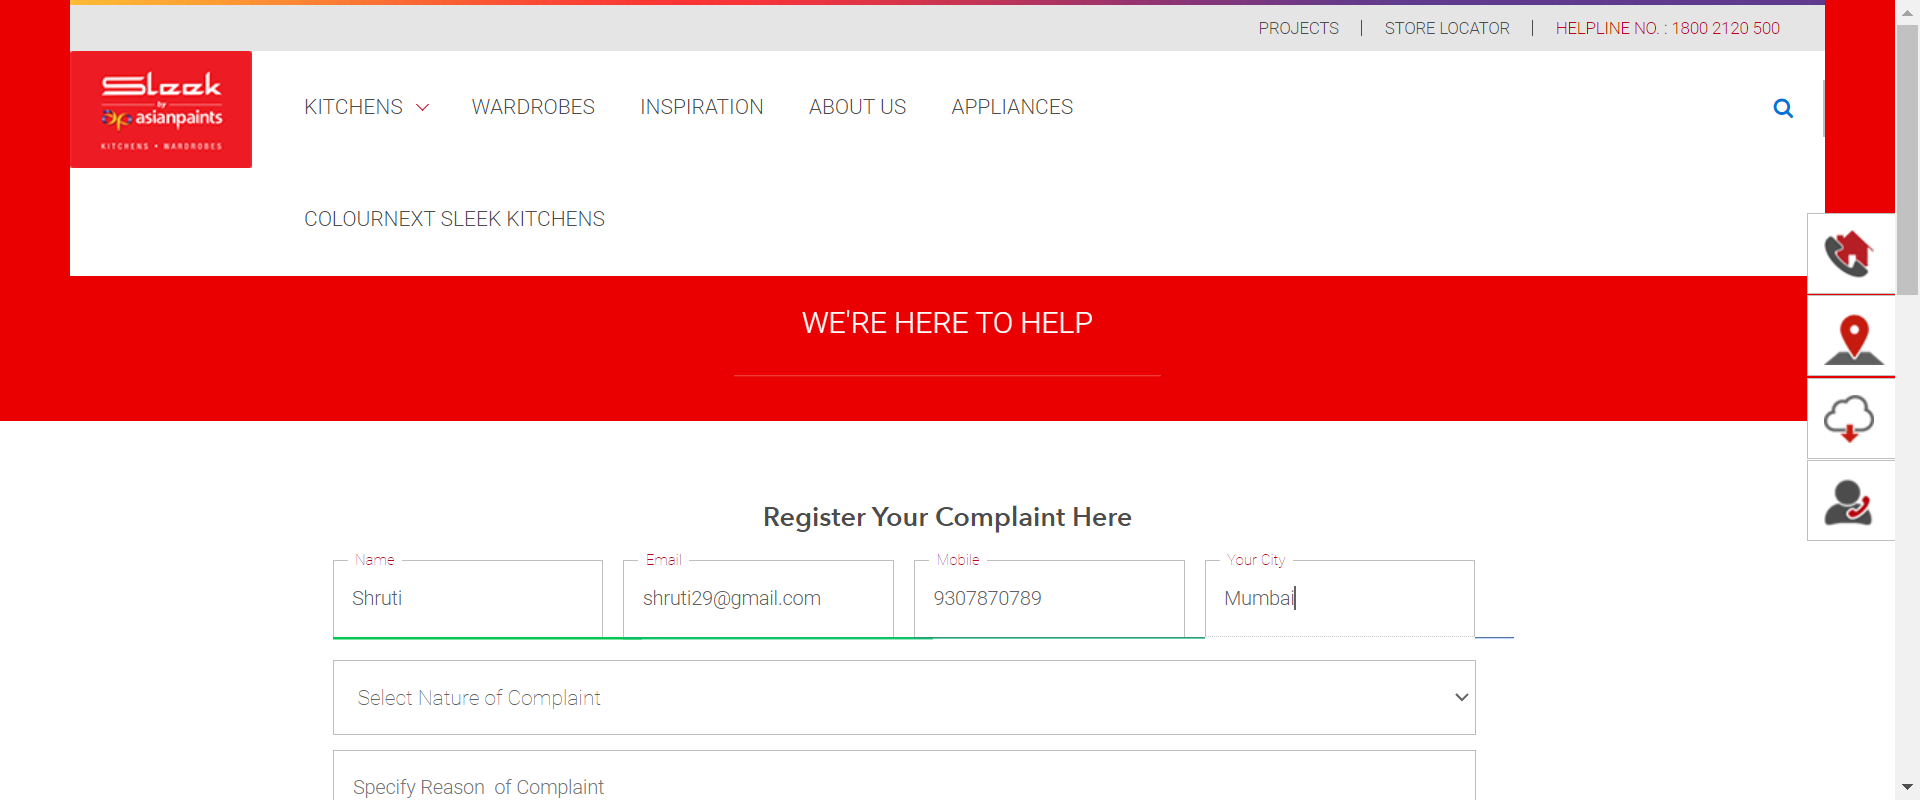 PROJECTS | STORE LOCATOR | HELPLINE NO. : 1800 2120 500
Sleek
by
asianpaints
KITCHENS • WARDROBES
KITCHENS WARDROBES INSPIRATION ABOUT US APPLIANCES
COLOURNEXT SLEEK KITCHENS
WE'RE HERE TO HELP
Register Your Complaint Here
Name Email Mobile Your City
Shruti shruti29@gmail.com 9307870789 Mumbai
Select Nature of Complaint
Specify Reason  of Complaint